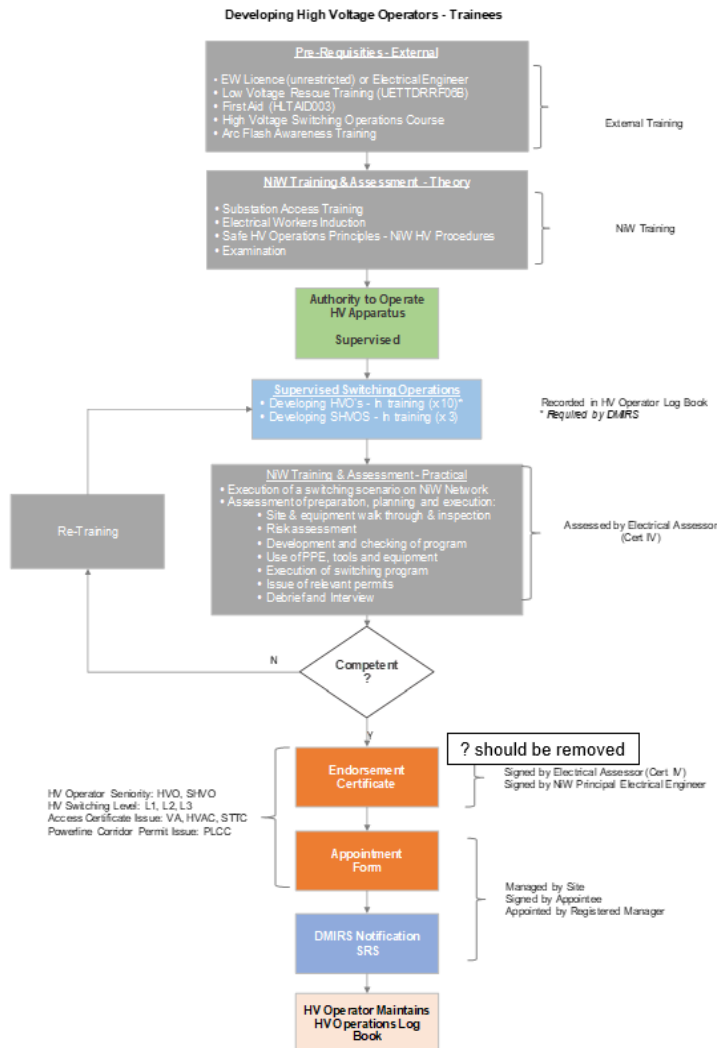 Developing High Voltage Operators - Trainees
Pre-Requisities - External
- EW Licence (unrestricted) or Electrical Engineer
• Low Voltage Rescue Training (UETTDRRF06B)
• First Aid (HLTAID003)
• High Voltage Switching Operations Course
• Arc Flash Awareness Training
External Training
NiW Training & Assessment - Theory
• Substation Access Training
• Electrical Workers Induction
• Safe HV Operations Principles - NiW HV Procedures
• Examination
NiW Training
Authority to Operate
HV Apparatus
Supervised
Supervised Switching Operations
• Developing HVO's - In training (x 10)*
• Developing SHVOS - In training (x 3)
Recorded in HV Operator Log Book
* Required by DMIRS
NiW Training & Assessment - Practical
• Execution of a switching scenario on NiW Network
• Assessment of preparation, planning and execution:
• Site & equipment walk through & inspection
• Risk assessment
• Development and checking of program
• Use of PPE, tools and equipment
• Execution of switching program
• Issue of relevant permits
• Debrief and Interview
Re-Training
Assessed by Electrical Assessor
(Cert IV)
N
Competent
?
Y
? should be removed
Endorsement
Certificate
Signed by Electrical Assessor (Cert IV)
Signed by NiW Principal Electrical Engineer
HV Operator Seniority: HVO, SHVO
HV Switching Level: L1, L2, L3
Access Certificate Issue: VA, HVAC, STTC
Powerline Corridor Permit Issue: PLCC
Appointment
Form
Managed by Site
Signed by Appointee
Appointed by Registered Manager
DMIRS Notification
SRS
HV Operator Maintains
HV Operations Log
Book